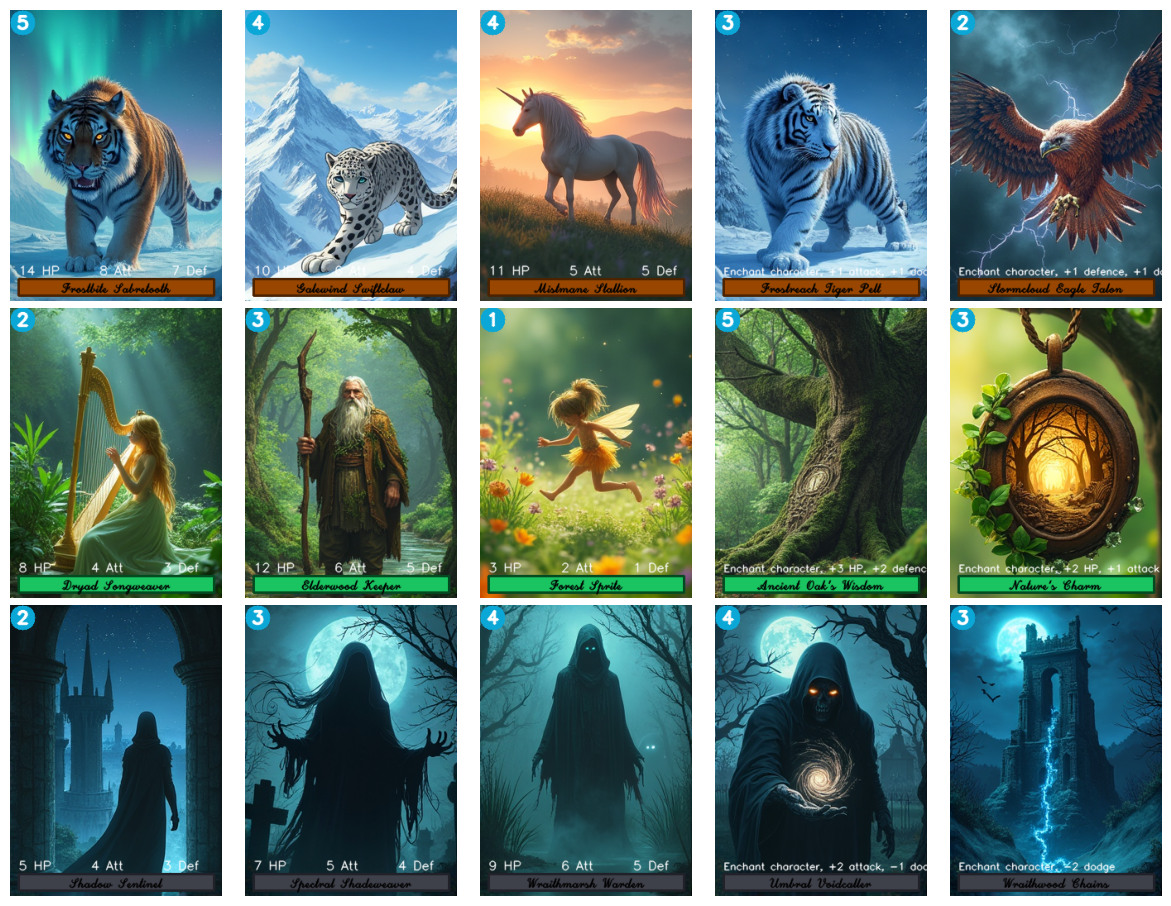 5
14 HP 8 Att 7 Def
Frostbite Sabretooth
4
10 HP 6 Att 4 Def
Galewind Swiftclaw
4
11 HP 5 Att 5 Def
Mistmane Stallion
3
Enchant character, +1 attack, +1
Frostreach Tiger Pelt
2
Enchant character, +1 defence, +1
Stormcloud Eagle Talon
2
8 HP 4 Att 3 Def
Dryad Songweaver
3
12 HP 6 Att 5 Def
Elderwood Keeper
1
3 HP 2 Att 1 Def
Forest Sprite
5
Enchant character, +3 HP, +2
Ancient Oak's Wisdom
3
Enchant character, +2 HP, +1 attack
Nature's Charm
2
5 HP 4 Att 3 Def
Shadow Sentinel
3
7 HP 5 Att 4 Def
Spectral Shadeweaver
4
9 HP 6 Att 5 Def
Wraithmarsh Warden
4
Enchant character, +2 attack, -1
Umbral Voidcaller
3
Enchant character, -2 dodge
Wraithwood Chains